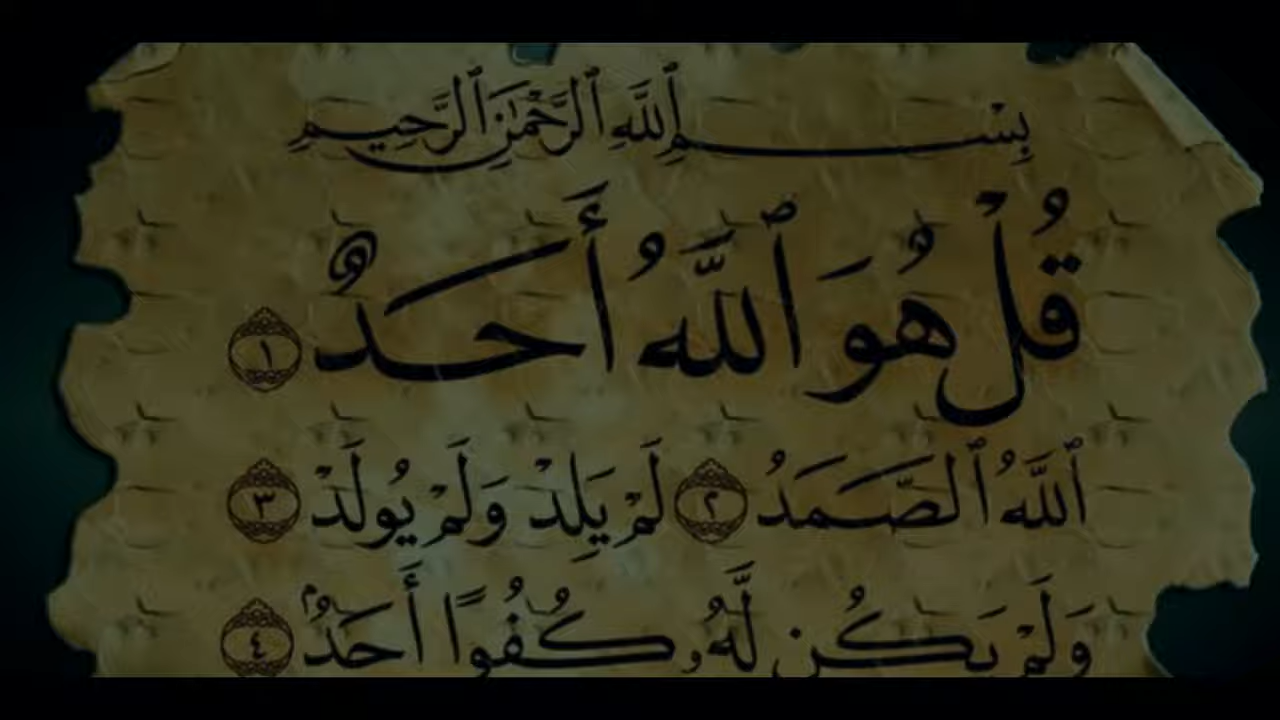 بِسْمِ ٱللَّهِ ٱلرَّحْمَٰنِ ٱلرَّحِيمِ
قُلْ هُوَ ٱللَّهُ أَحَدٌ ١
ٱللَّهُ ٱلصَّمَدُ ٢ لَمْ يَلِدْ وَلَمْ يُولَدْ ٣
وَلَمْ يَكُن لَّهُۥ كُفُوًا أَحَدٌۢ ٤